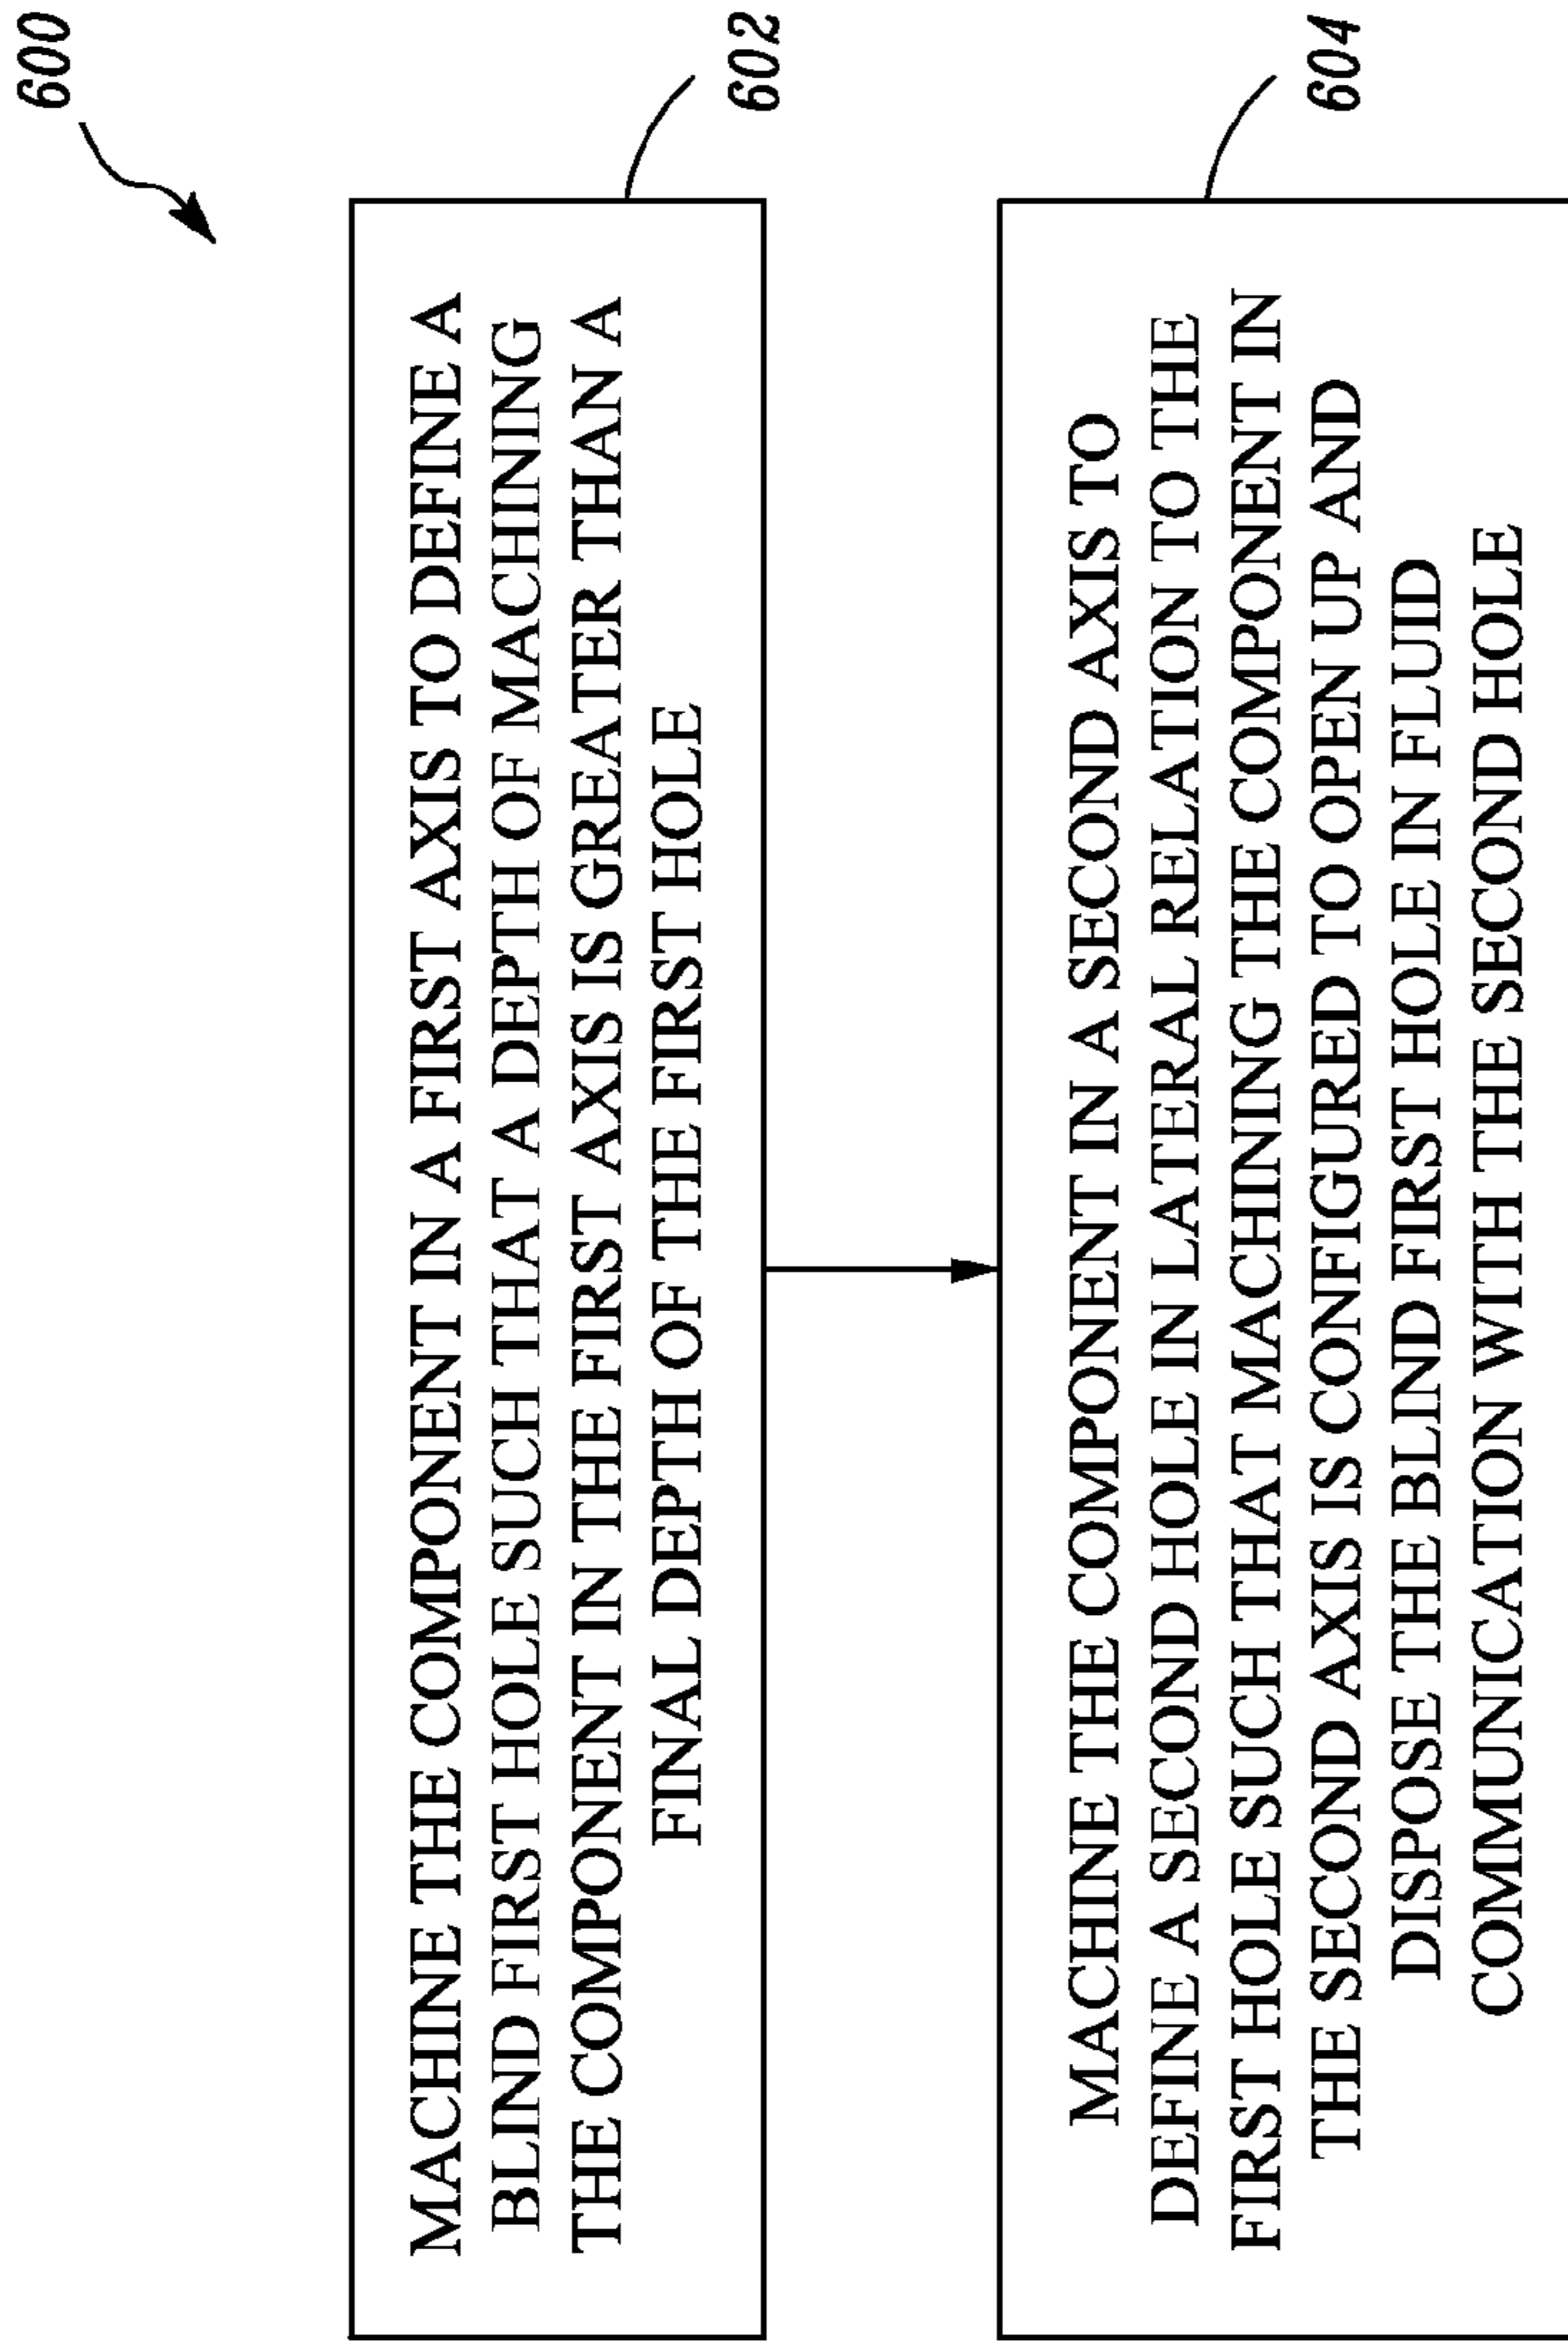 600
MACHINE THE COMPONENT IN A FIRST AXIS TO DEFINE A
BLIND FIRST HOLE SUCH THAT A DEPTH OF MACHINING
THE COMPONENT IN THE FIRST AXIS IS GREATER THAN A
FINAL DEPTH OF THE FIRST HOLE
602
MACHINE THE COMPONENT IN A SECOND AXIS TO
DEFINE A SECOND HOLE IN LATERAL RELATION TO THE
FIRST HOLE SUCH THAT MACHINING THE COMPONENT IN
THE SECOND AXIS IS CONFIGURED TO OPEN UP AND
DISPOSE THE BLIND FIRST HOLE IN FLUID
COMMUNICATION WITH THE SECOND HOLE
604